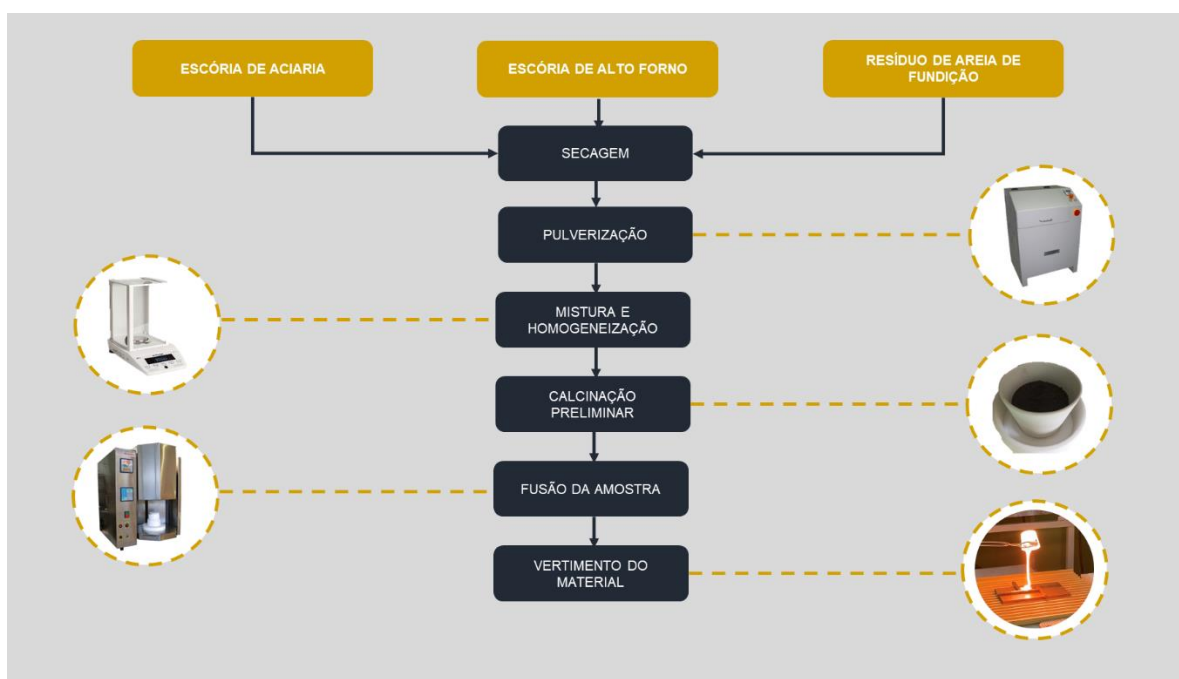 ESCÓRIA DE ACIARIA
ESCÓRIA DE ALTO FORNO
RESÍDUO DE AREIA DE
FUNDIÇÃO
SECAGEM
PULVERIZAÇÃO
MISTURA E
HOMOGENEIZAÇÃO
CALCINAÇÃO
PRELIMINAR
FUSÃO DA AMOSTRA
VERTIMENTO DO
MATERIAL